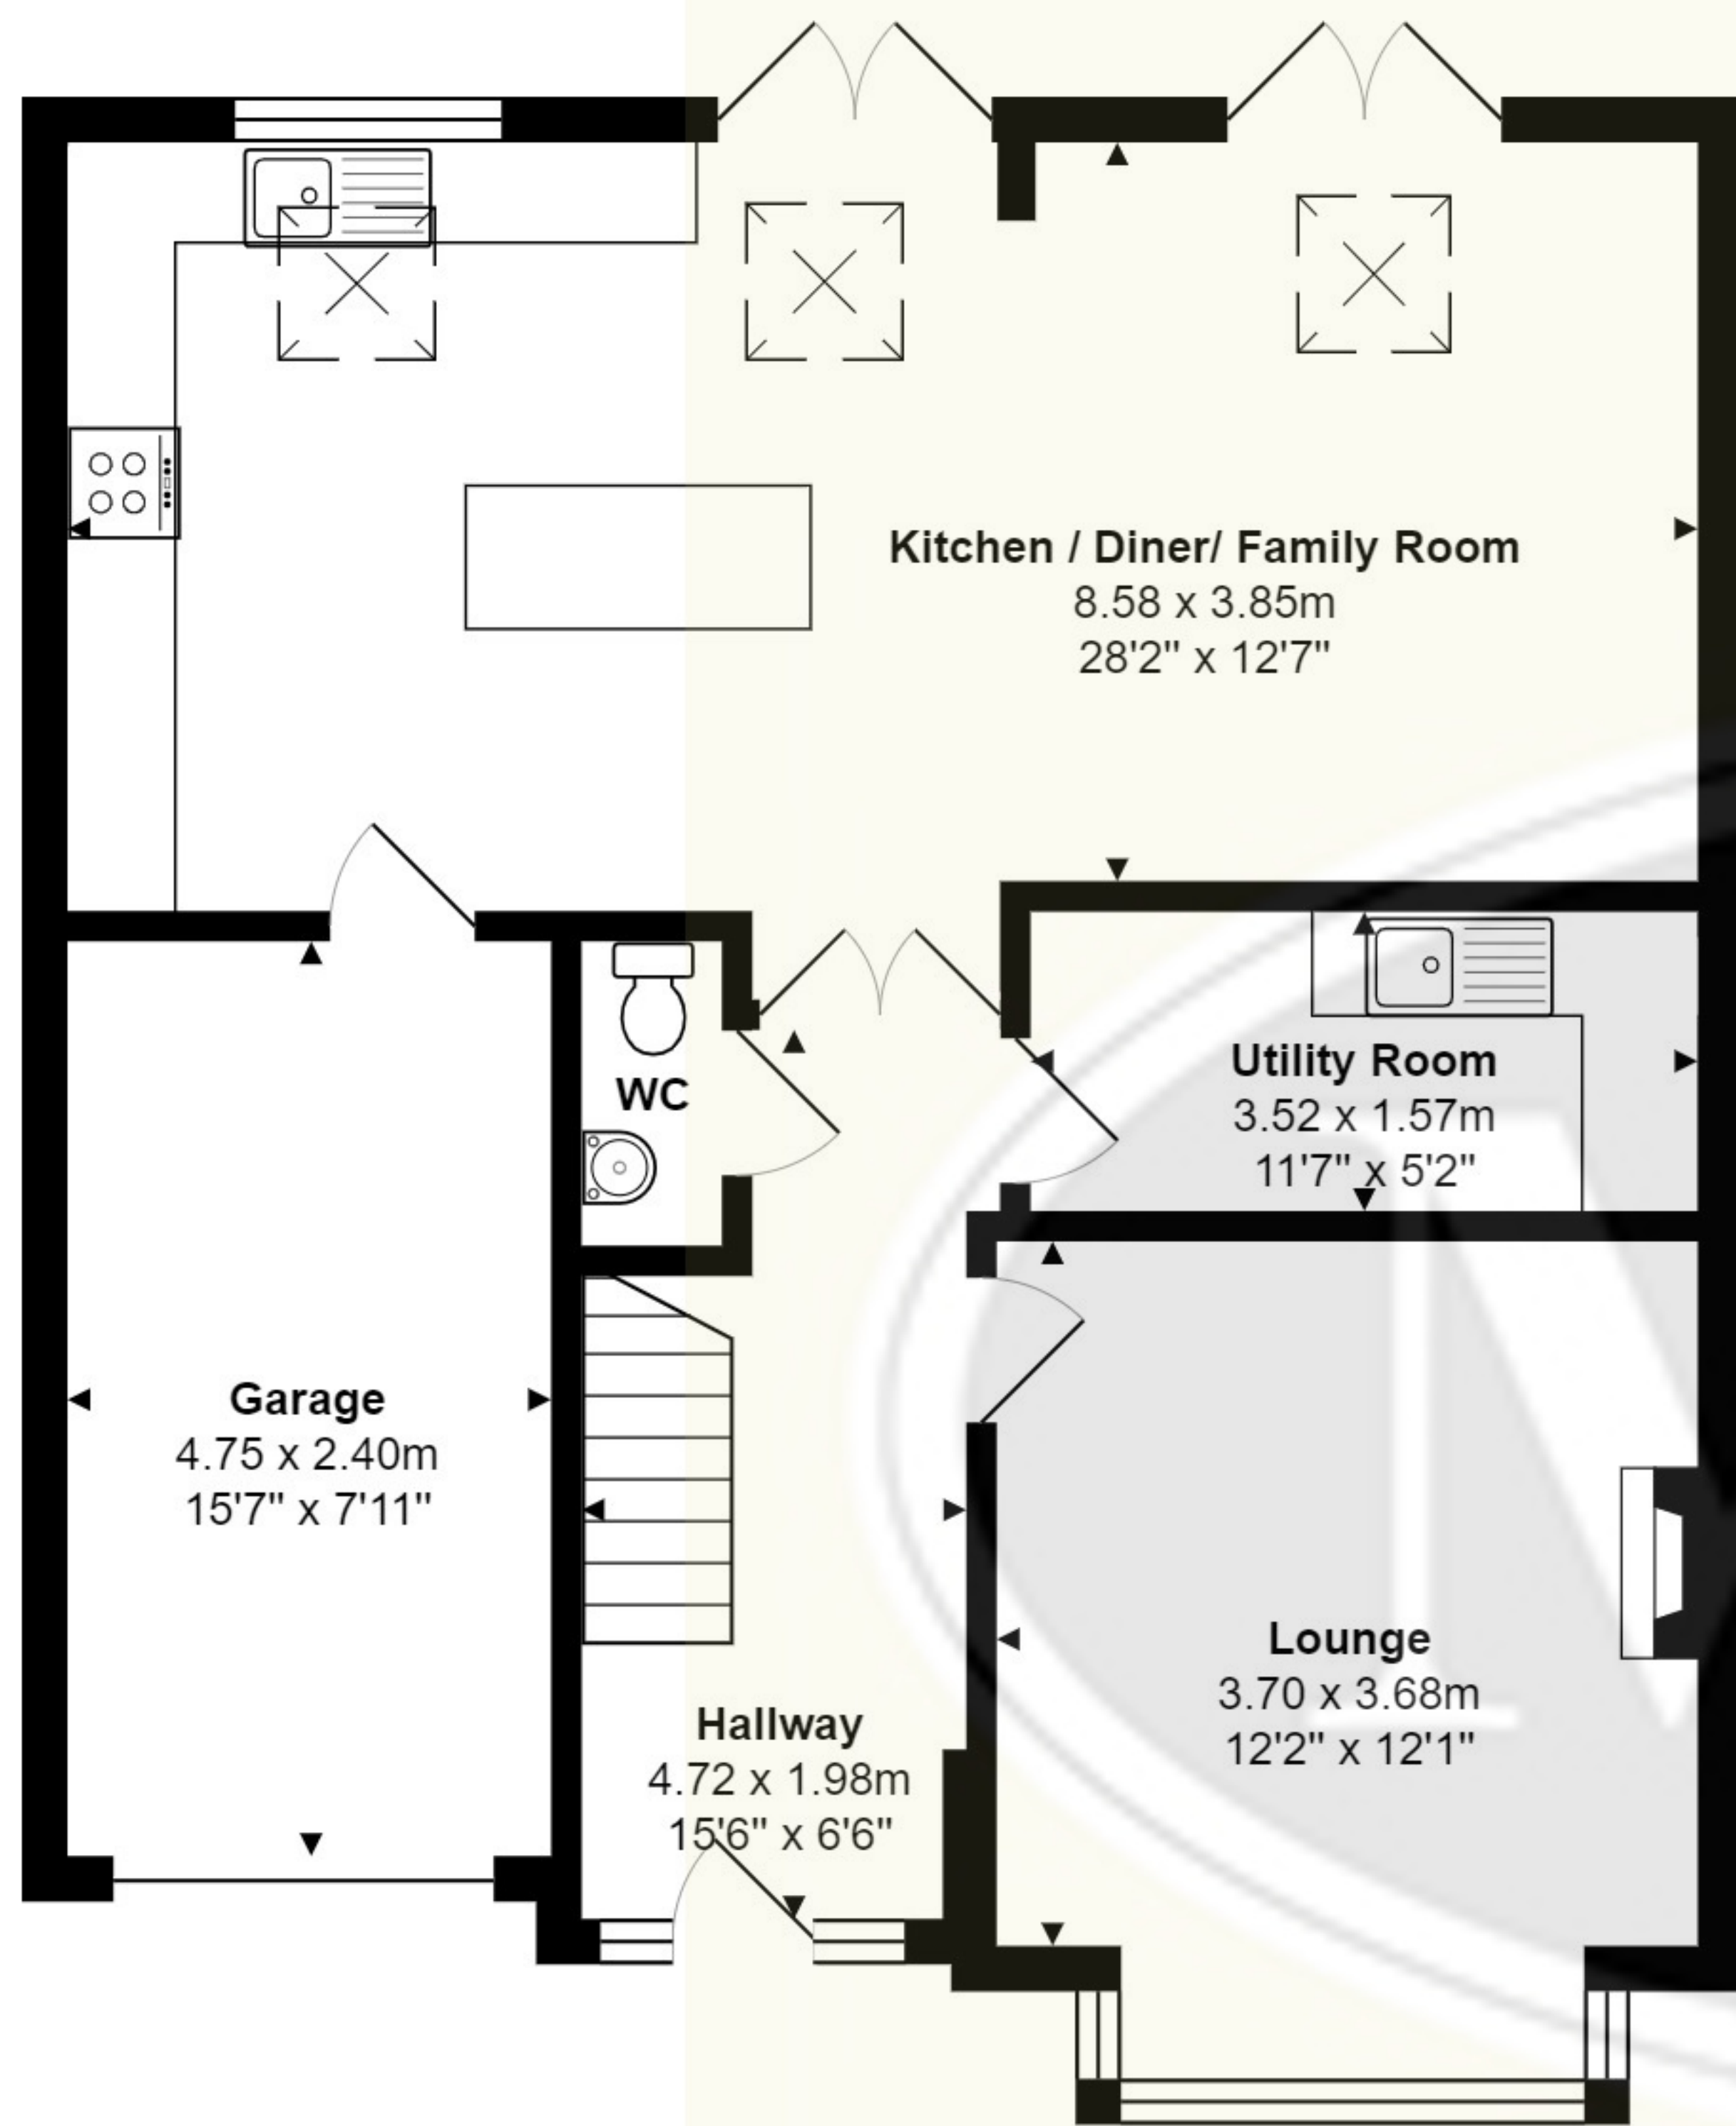 Kitchen / Diner/ Family Room
8.58 x 3.85m
28'2" x 12'7"
WC
Utility Room
3.52 x 1.57m
11'7" x 5'2"
Garage
4.75 x 2.40m
15'7" x 7'11"
Lounge
3.70 x 3.68m
12'2" x 12'1"
Hallway
4.72 x 1.98m
15'6" x 6'6"